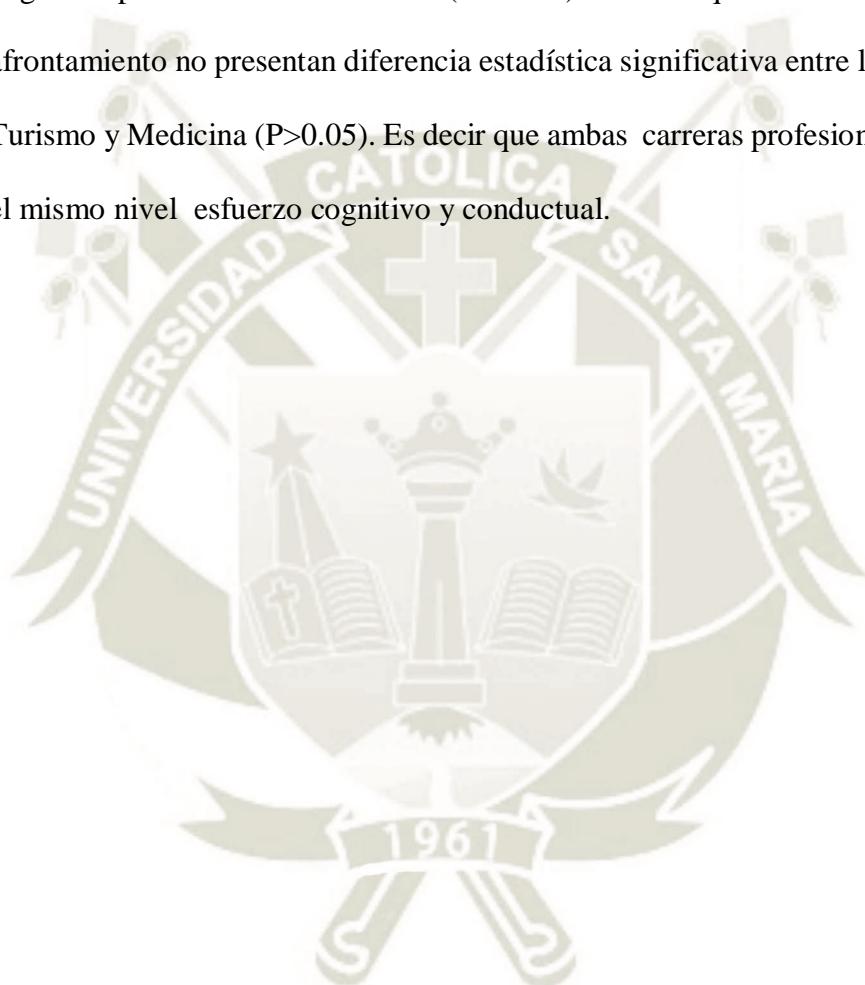 afrontamiento no presentan diferencia estadística significativa entre l
Turismo y Medicina (P>0.05). Es decir que ambas  carreras profesion
el mismo nivel  esfuerzo cognitivo y conductual.
UNIVERSIDAD CATOLICA SANTA MARIA
1961